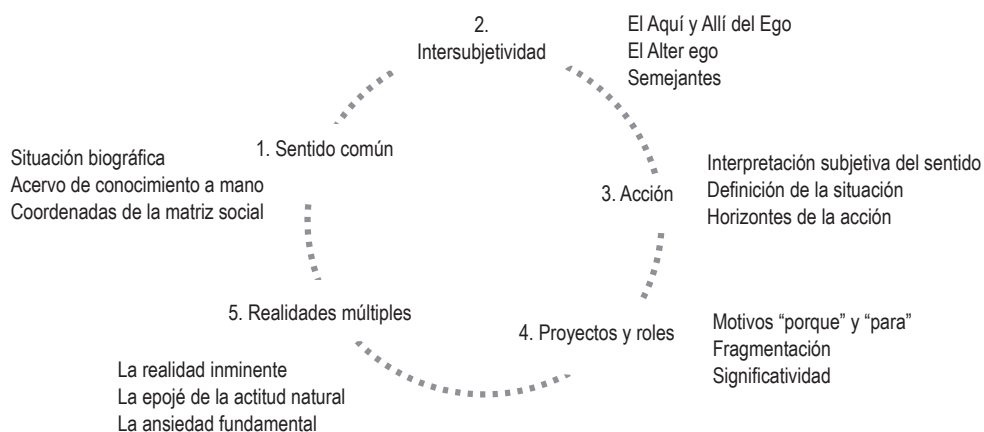 2.
Intersubjetividad
El Aquí y Allí del Ego
El Alter ego
Semejantes
1. Sentido común
Situación biográfica
Acervo de conocimiento a mano
Coordenadas de la matriz social
3. Acción
Interpretación subjetiva del sentido
Definición de la situación
Horizontes de la acción
4. Proyectos y roles
Motivos “porque” y “para”
Fragmentación
Significatividad
5. Realidades múltiples
La realidad inminente
La epojé de la actitud natural
La ansiedad fundamental